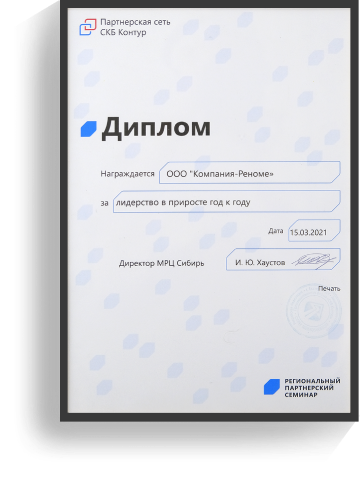 Партнерская сеть
СКБ Контур
Диплом
Награждается ООО "Компания-Реноме»
за лидерство в приросте год к году
Дата 15.03.2021
Директор МРЦ Сибирь И. Ю. Хаустов
Печать
РЕГИОНАЛЬНЫЙ
ПАРТНЕРСКИЙ
СЕМИНАР